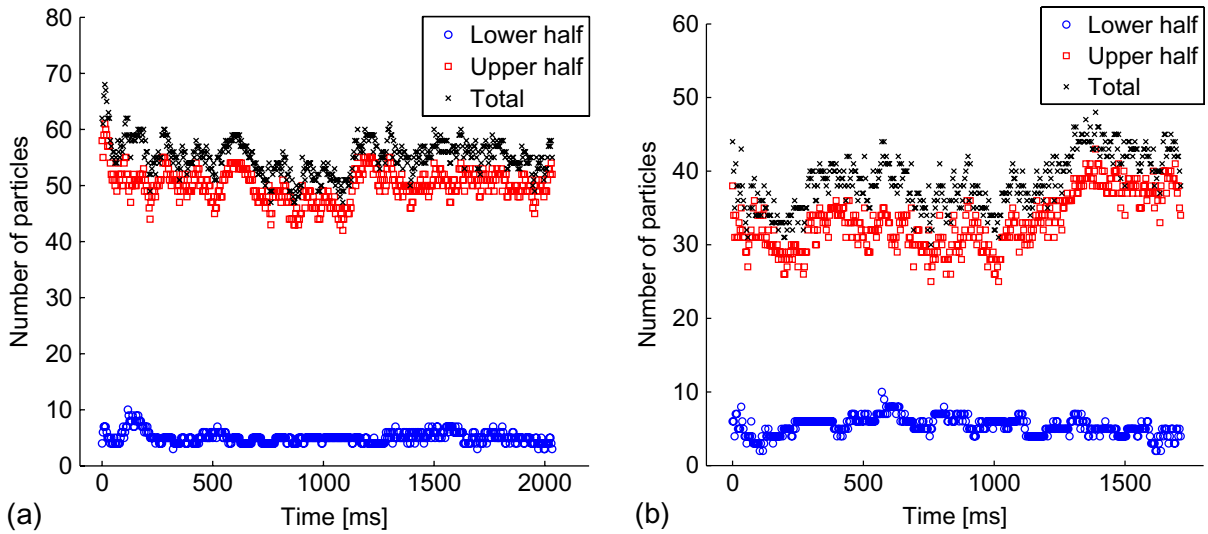 80
70
60
50
40
30
20
10
0
Number of particles
0
500
1000
1500
2000
Time [ms]
Lower half
Upper half
Total
(a)
60
50
40
30
20
10
0
Number of particles
0
500
1000
1500
Time [ms]
Lower half
Upper half
Total
(b)